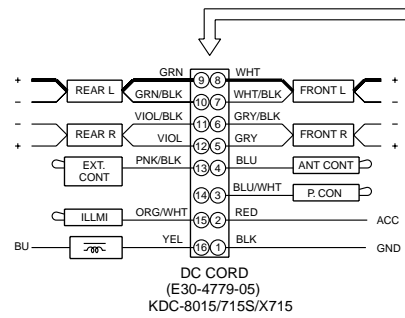 GRN 9 8 WHT
+ REAR L FRONT L +
− GRN/BLK 10 7 WHT/BLK −
− VIOL/BLK 11 6 GRY/BLK −
REAR R FRONT R
+ VIOL 12 5 GRY +
EXT. CONT PNK/BLK 13 4 BLU ANT CONT
14 3 BLU/WHT P. CON
ILLMI ORG/WHT 15 2 RED ACC
BU YEL 16 1 BLK GND
DC CORD
(E30-4779-05)
KDC-8015/715S/X715